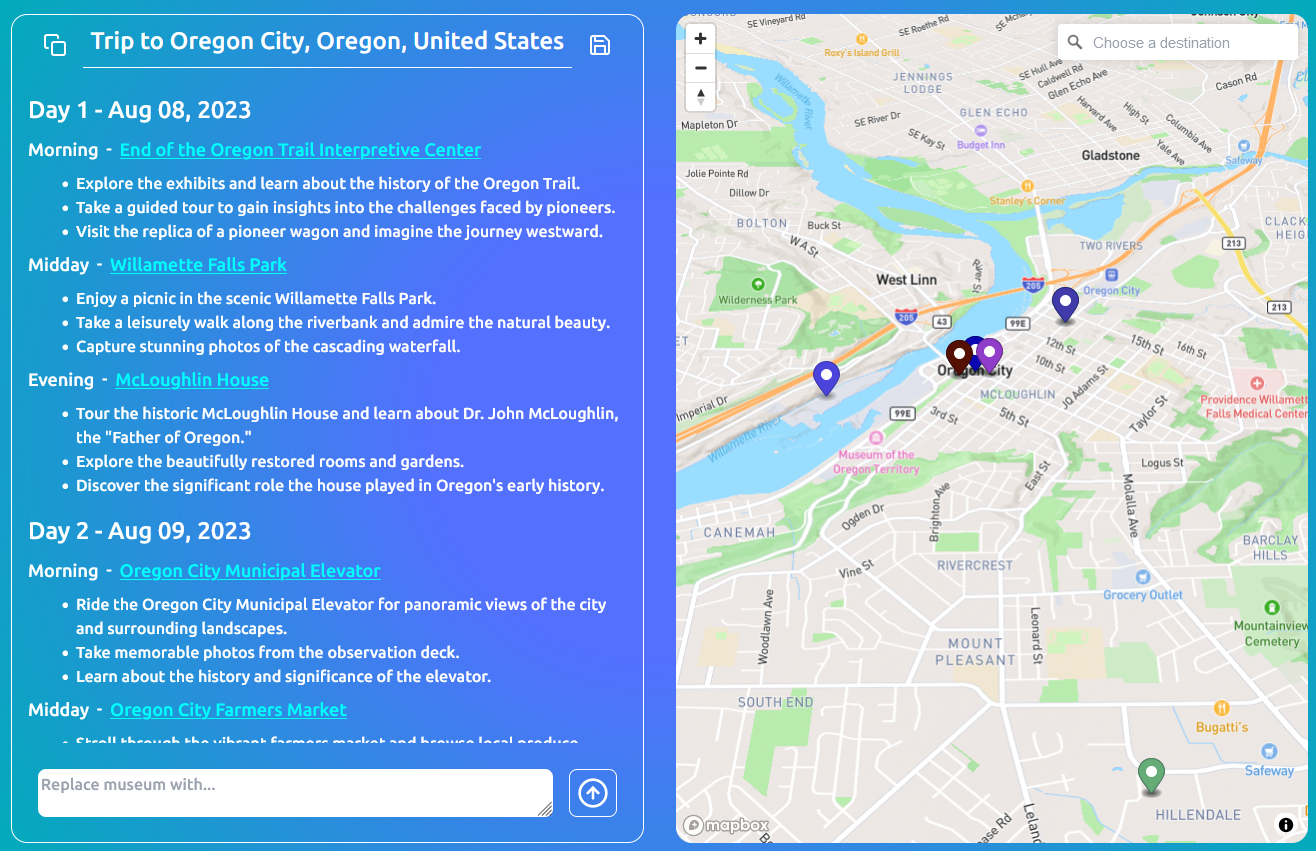 Trip to Oregon City, Oregon, United States
Day 1 - Aug 08, 2023
Morning - End of the Oregon Trail Interpretive Center
• Explore the exhibits and learn about the history of the Oregon Trail.
• Take a guided tour to gain insights into the challenges faced by pioneers.
• Visit the replica of a pioneer wagon and imagine the journey westward.
Midday - Willamette Falls Park
• Enjoy a picnic in the scenic Willamette Falls Park.
• Take a leisurely walk along the riverbank and admire the natural beauty.
• Capture stunning photos of the cascading waterfall.
Evening - McLoughlin House
• Tour the historic McLoughlin House and learn about Dr. John McLoughlin,
the "Father of Oregon."
• Explore the beautifully restored rooms and gardens.
• Discover the significant role the house played in Oregon's early history.
Day 2 - Aug 09, 2023
Morning - Oregon City Municipal Elevator
• Ride the Oregon City Municipal Elevator for panoramic views of the city
and surrounding landscapes.
• Take memorable photos from the observation deck.
• Learn about the history and significance of the elevator.
Midday - Oregon City Farmers Market
• Stroll through the vibrant farmers market and browse local produce
Replace museum with...
Choose a destination
SE Vineyard Rd
SE Roethe Rd
Roxy's Island Grill
JENNINGS
LODGE
SE Hull Ave
Caldwell Rd
Glen Echo Ave
Cason Rd
Willamette River
GLEN ECHO
Harvard Ave
High St
Columbia Ave
Mapleton Dr
SE River Dr
SE Kay St
Budget Inn
Gladstone
Yale Ave
Safeway
Jolie Pointe Rd
Dillow Dr
Stanley's Corner
BOLTON
Buck St
WA St
TWO RIVERS
213
West Linn
River St
205
Oregon City
Wilderness Park
205
43
99E
213
12th St
15th St
16th St
10th St
Oregon City
MCLOUGHLIN
JQ Adams St
Imperial Dr
99E
3rd St
5th St
Taylor St
Providence Willamett
Falls Medical Center
Willamette River
Museum of the
Oregon Territory
East St
Logus St
Molalla Ave
Brighton Ave
Ogden Dr
CANEMAH
BARCLAY
HILLS
Vine St
RIVERCREST
Grocery Outlet
Woodlawn Ave
Leonard St
Mountainview
Cemetery
MOUNT
PLEASANT
SOUTH END
Bugatti's
Safeway
HILLENDALE
mapbox